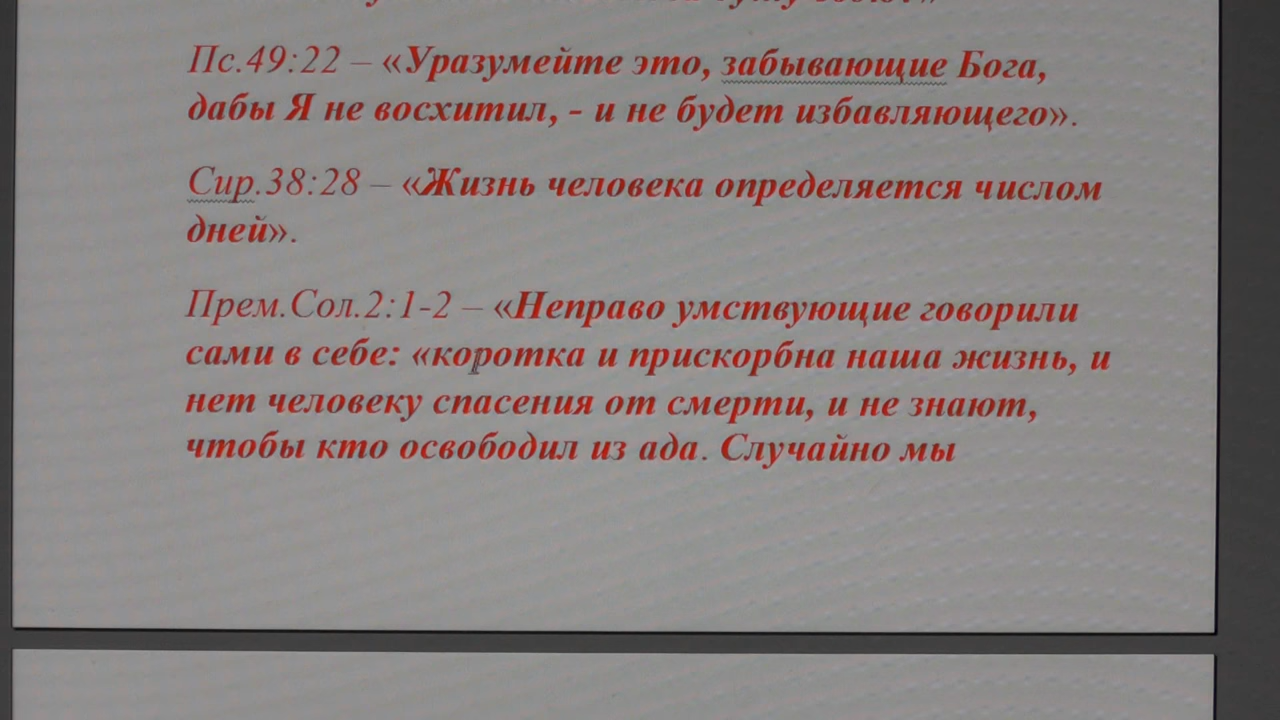 Пс.49:22 – «Уразумейте это, забывающие Бога,
дабы Я не восхитил, - и не будет избавляющего».
Сир.38:28 – «Жизнь человека определяется числом
дней».
Прем.Сол.2:1-2 – «Неправо умствующие говорили
сами в себе: «коротка и прискорбна наша жизнь, и
нет человеку спасения от смерти, и не знают,
чтобы кто освободил из ада. Случайно мы